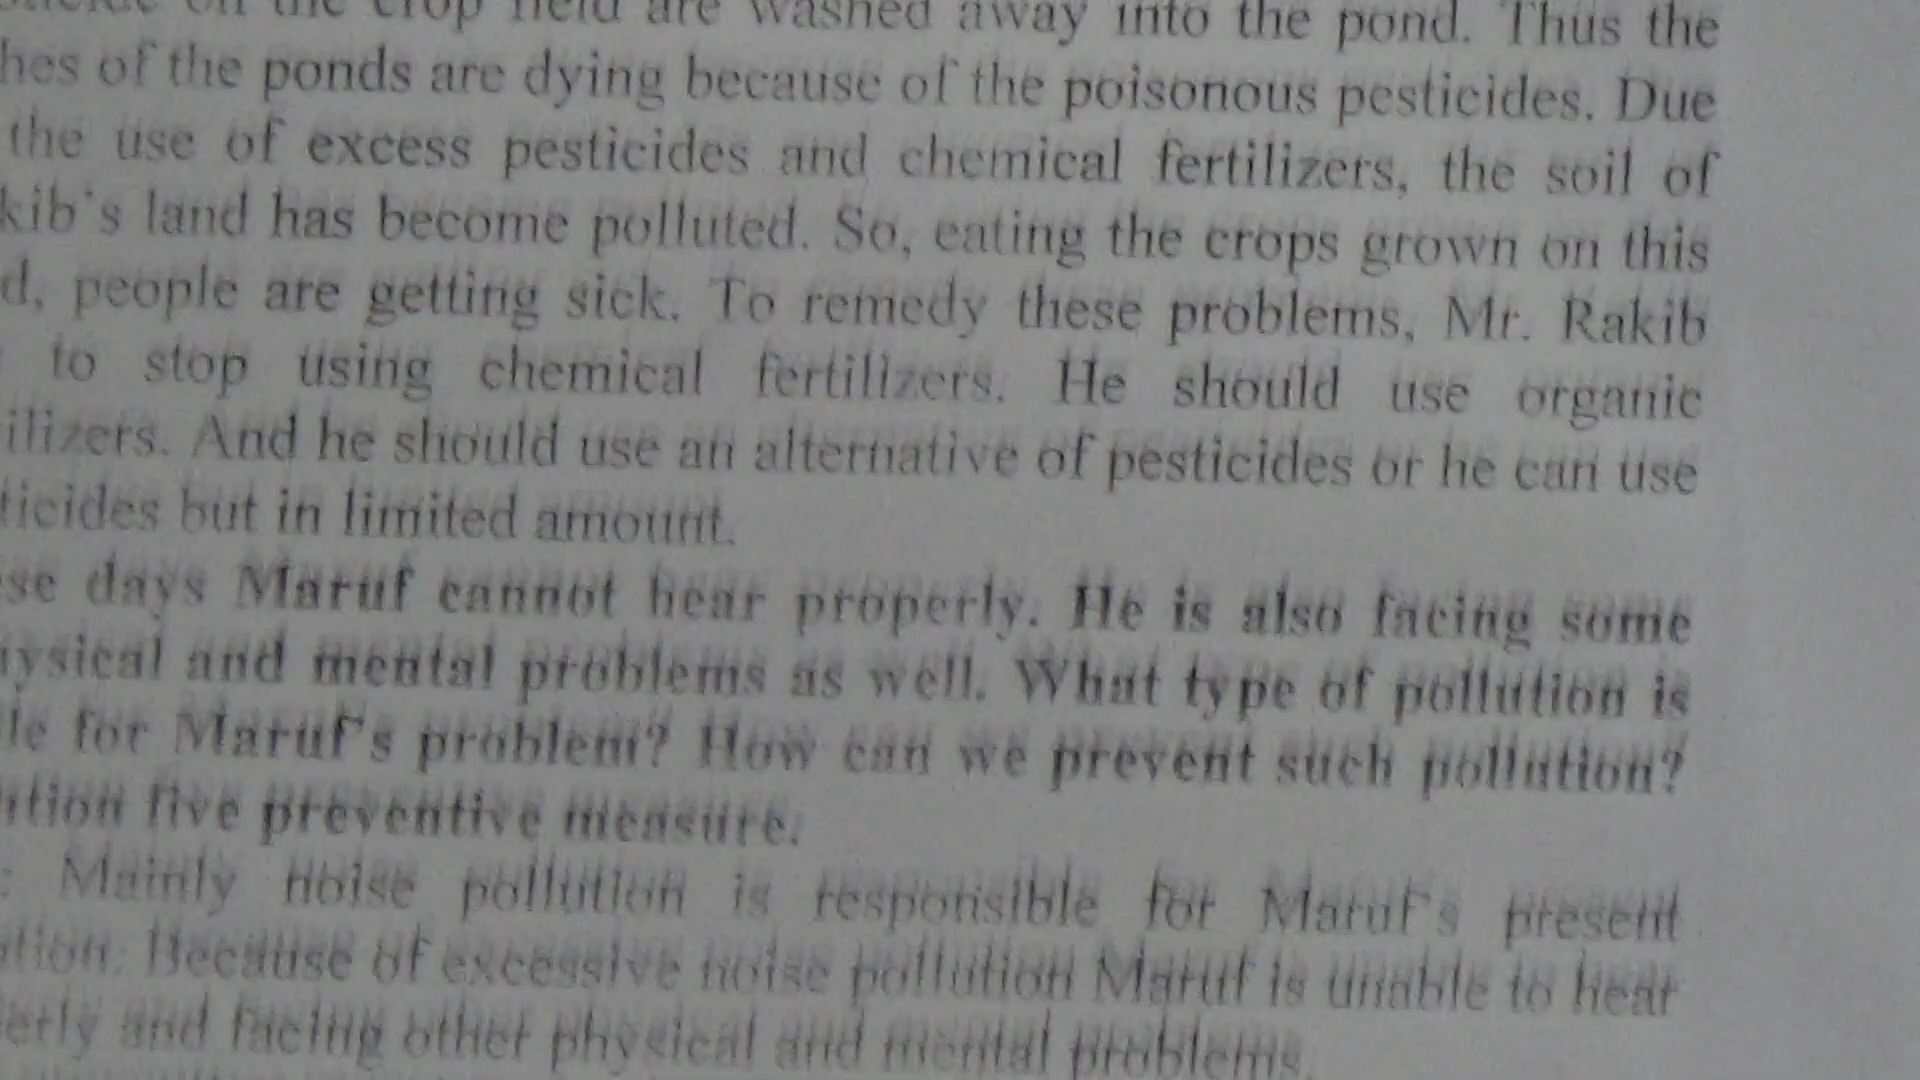 on the crop field are washed away into the pond. Thus the
hes of the ponds are dying because of the poisonous pesticides. Due
the use of excess pesticides and chemical fertilizers, the soil of
kib's land has become polluted. So, eating the crops grown on this
d, people are getting sick. To remedy these problems, Mr. Rakib
to stop using chemical fertilizers. He should use organic
ilizers. And he should use an alternative of pesticides or he can use
ticides but in limited amount.
se days Maruf cannot hear properly. He is also facing some
ysical and mental problems as well. What type of pollution is
le for Maruf's problem? How can we prevent such pollution?
tion five preventive measure.
: Mainly noise pollution is responsible for Maruf's present
tion. Because of excessive noise pollution Maruf is unable to hear
erly and facing other physical and mental problems.